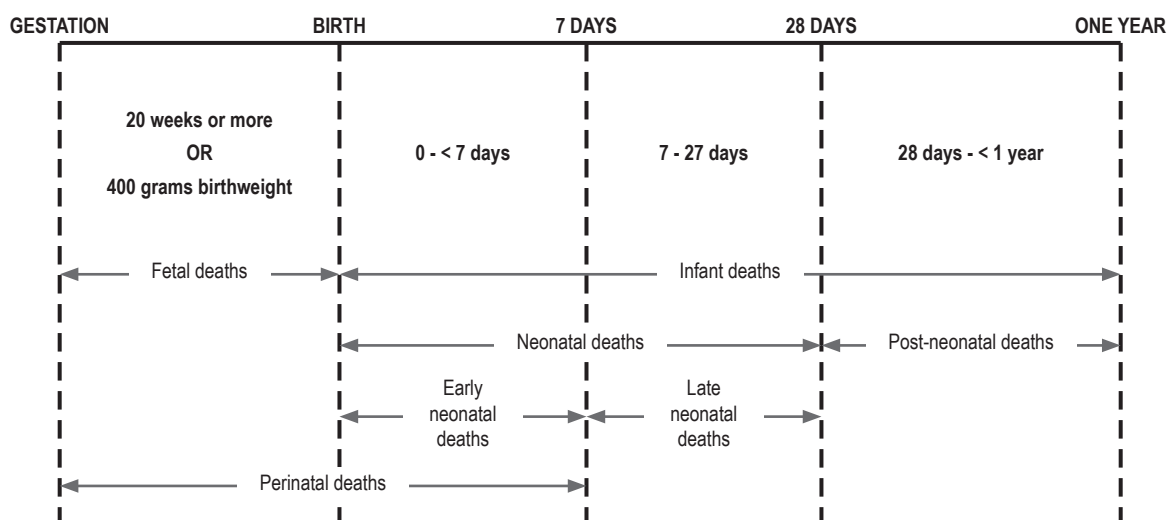 GESTATION BIRTH 7 DAYS 28 DAYS ONE YEAR
20 weeks or more
OR
400 grams birthweight
0 - < 7 days
7 - 27 days
28 days - < 1 year
Fetal deaths
Infant deaths
Neonatal deaths
Post-neonatal deaths
Early
neonatal
deaths
Late
neonatal
deaths
Perinatal deaths